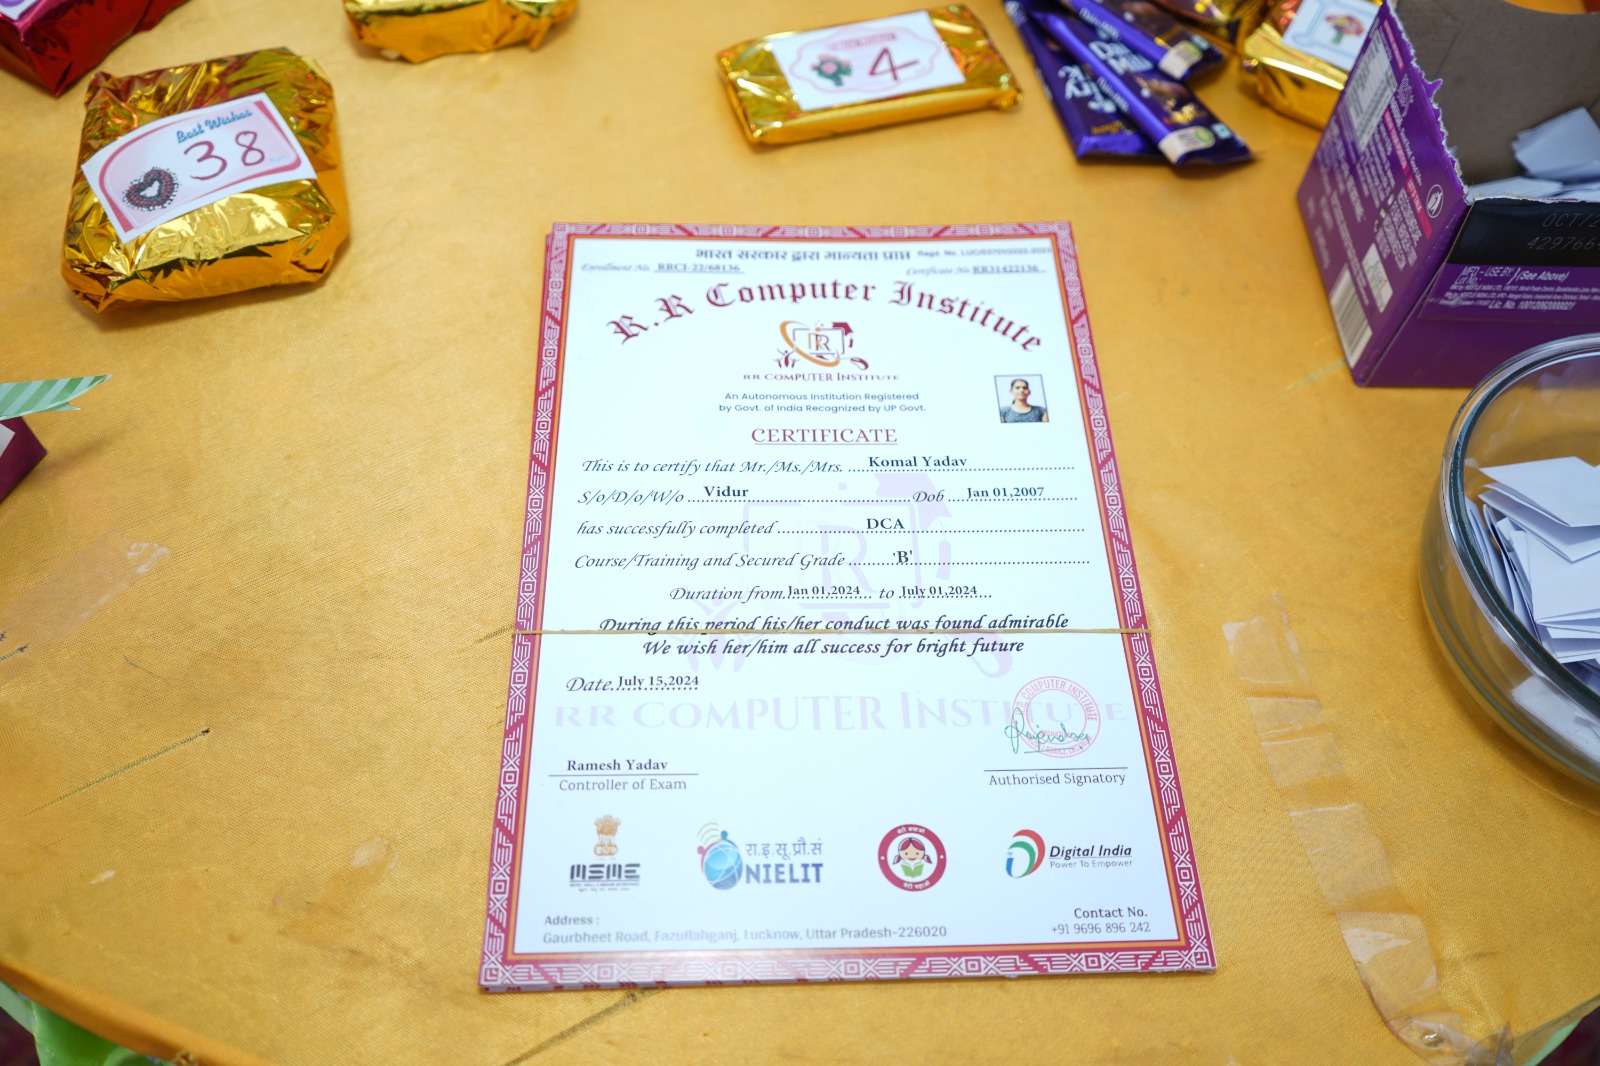 Best Wishes
38
4
Dairy Milk
भारत सरकार द्वारा मान्यता प्राप्त
Enrollment No. RRCI-22/68136
Certificate No RR31422136
R.R Computer Institute
RR COMPUTER INSTITUTE
An Autonomous Institution Registered
by Govt. of India Recognized by UP Govt.
CERTIFICATE
This is to certify that Mr./Ms./Mrs. Komal Yadav
S/o/D/o/W/o Vidur Dob Jan 01,2007
has successfully completed DCA
Course/Training and Secured Grade 'B'
Duration from Jan 01,2024 to July 01,2024
During this period his/her conduct was found admirable
We wish her/him all success for bright future
Date July 15,2024
RR COMPUTER INSTITUTE
COMPUTER INSTITUTE
Ramesh Yadav
Controller of Exam
Authorised Signatory
MSME
रा.इ.सू.प्रौ.सं
NIELIT
Digital India
Power To Empower
Address :
Gaurbheet Road, Fazullahganj, Lucknow, Uttar Pradesh-226020
Contact No.
+91 9696 896 242
(See Above)